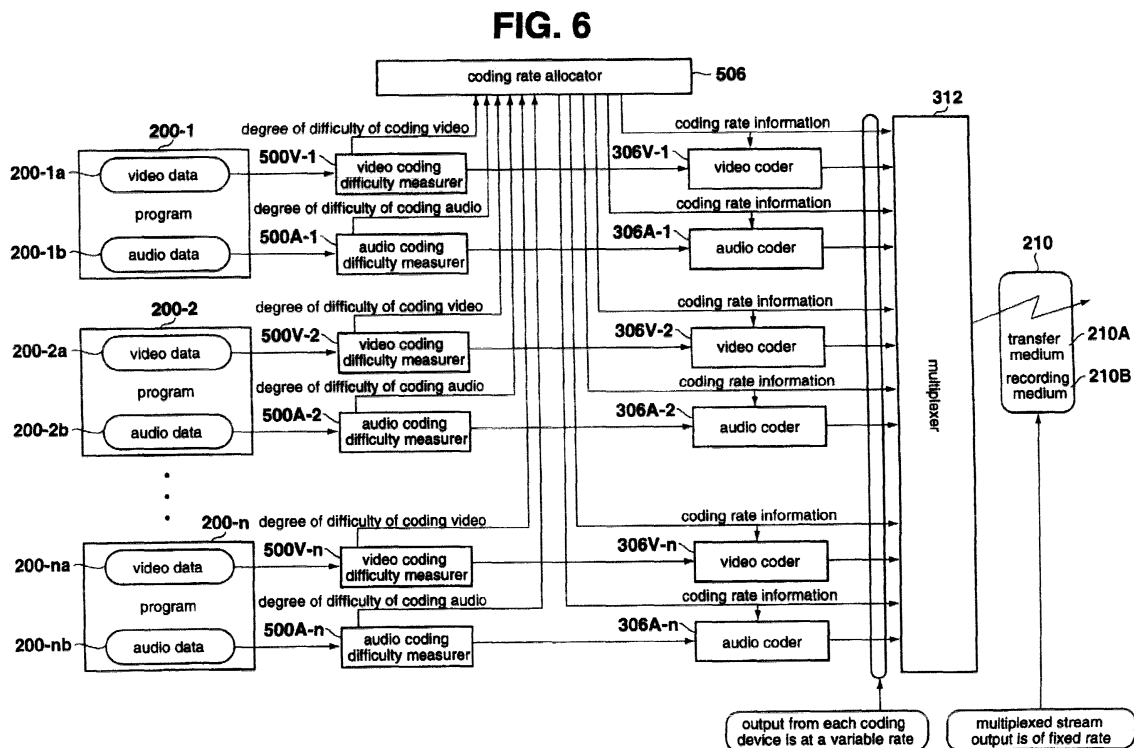 FIG. 6
coding rate allocator
506
312
200-1
degree of difficulty of coding video
coding rate information
200-1a
video data
500V-1
video coding
difficulty measurer
306V-1
video coder
program
degree of difficulty of coding audio
coding rate information
200-1b
audio data
500A-1
audio coding
difficulty measurer
306A-1
audio coder
210
200-2
degree of difficulty of coding video
coding rate information
200-2a
video data
500V-2
video coding
difficulty measurer
306V-2
video coder
multiplexer
transfer
medium
210A
program
degree of difficulty of coding audio
coding rate information
recording
medium
210B
200-2b
audio data
500A-2
audio coding
difficulty measurer
306A-2
audio coder
200-n
degree of difficulty of coding video
coding rate information
200-na
video data
500V-n
video coding
difficulty measurer
306V-n
video coder
program
degree of difficulty of coding audio
coding rate information
200-nb
audio data
500A-n
audio coding
difficulty measurer
306A-n
audio coder
output from each coding
device is at a variable rate
multiplexed stream
output is of fixed rate